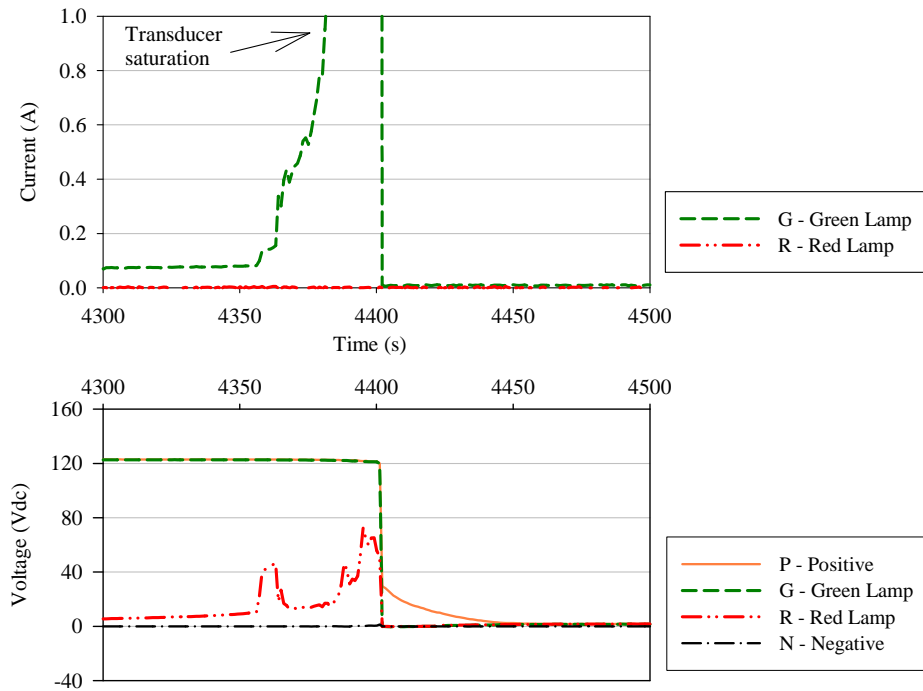 1.0
Transducer
saturation
0.8
0.6
Current (A)
0.4
0.2
0.0
4300 4350 4400 4450 4500
Time (s)
G - Green Lamp
R - Red Lamp
4300 4350 4400 4450 4500
160
120
80
Voltage (Vdc)
40
0
-40
P - Positive
G - Green Lamp
R - Red Lamp
N - Negative